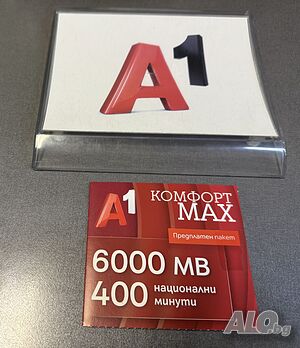 A1
A1
КОМФОРТ
MAX
Предплатен пакет
6000 MB
400 национални
минути
ALO.bg